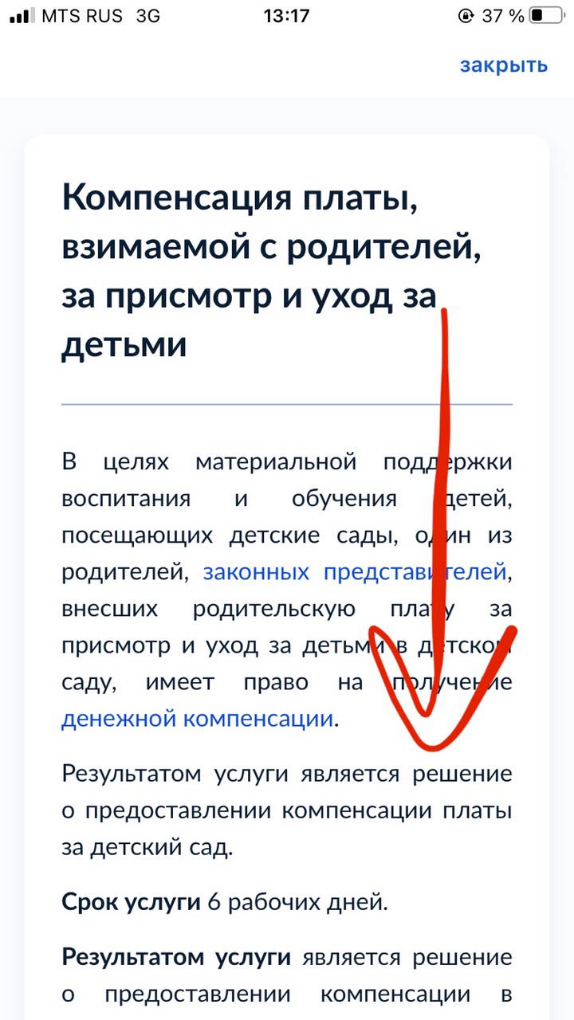 MTS RUS 3G 13:17 37 %
закрыть
Компенсация платы,
взимаемой с родителей,
за присмотр и уход за
детьми
В целях материальной поддержки
воспитания и обучения детей,
посещающих детские сады, один из
родителей, законных представителей,
внесших родительскую плату за
присмотр и уход за детьми в детском
саду, имеет право на получение
денежной компенсации.
Результатом услуги является решение
о предоставлении компенсации платы
за детский сад.
Срок услуги 6 рабочих дней.
Результатом услуги является решение
о предоставлении компенсации в